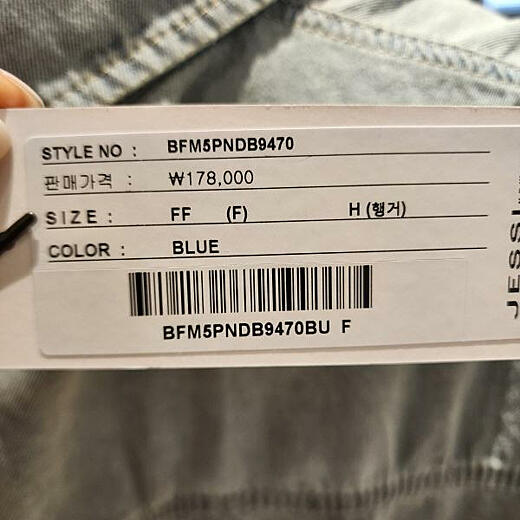 STYLE NO : BFM5PNDB9470
판매가격 : ₩178,000
SIZE : FF (F) H (행거)
COLOR : BLUE
BFM5PNDB9470BU F
JESSI